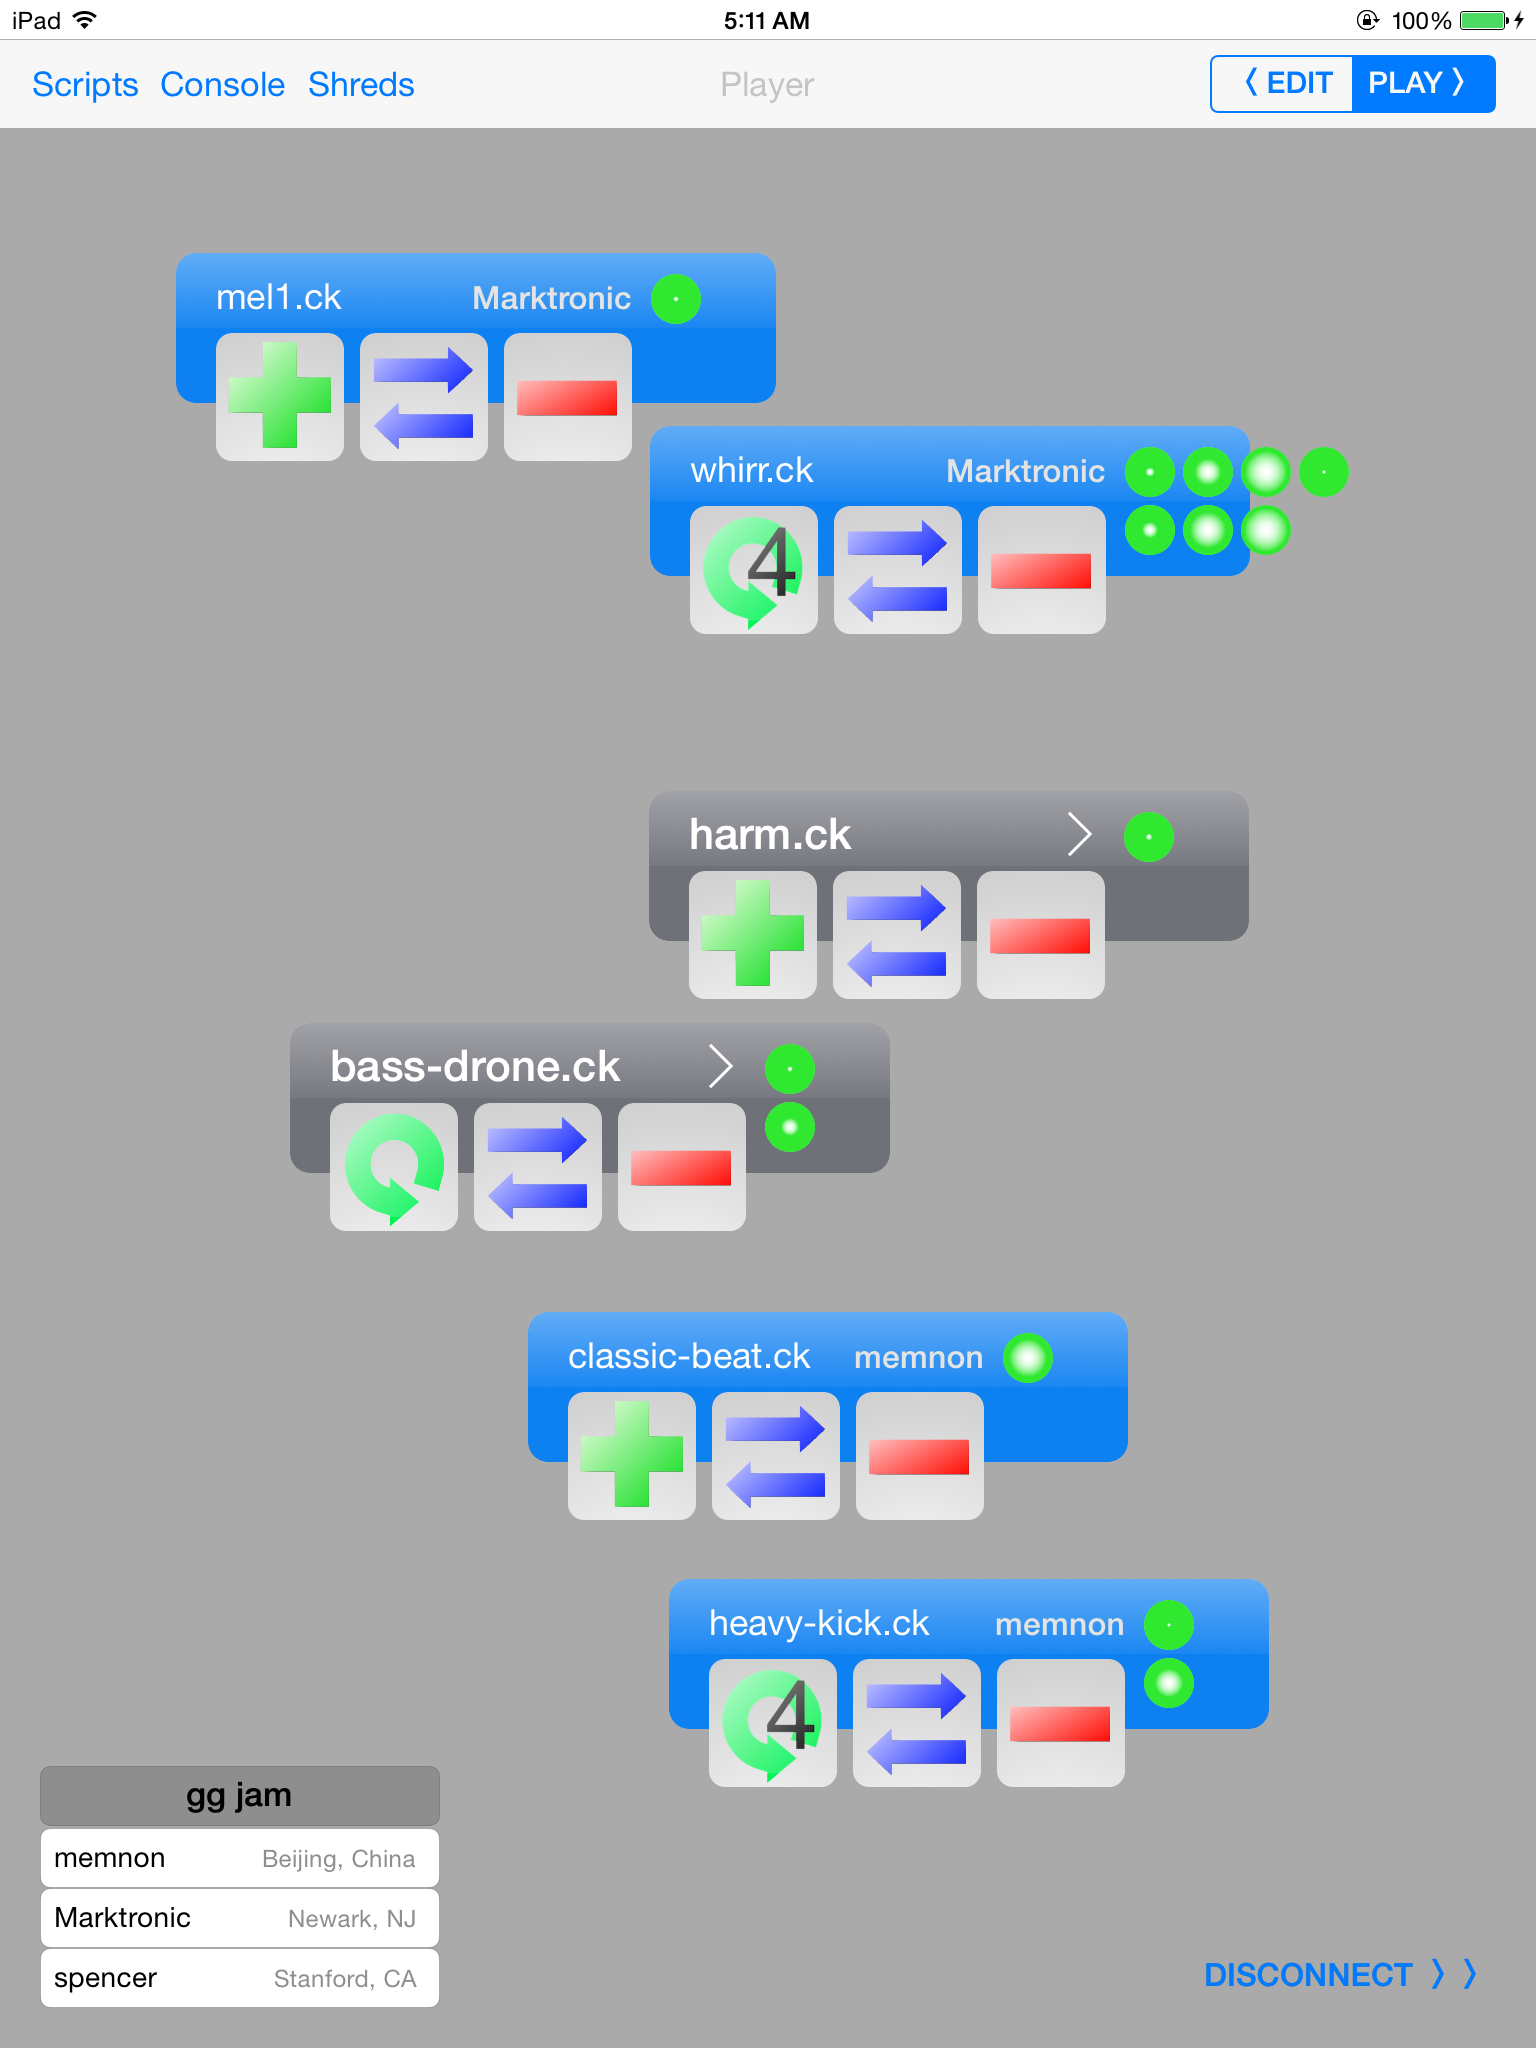 iPad 5:11 AM 100%
Scripts Console Shreds Player 〈 EDIT PLAY 〉
mel1.ck Marktronic
whirr.ck Marktronic
4
harm.ck
bass-drone.ck
classic-beat.ck memnon
heavy-kick.ck memnon
4
gg jam
memnon Beijing, China
Marktronic Newark, NJ
spencer Stanford, CA
DISCONNECT 〉〉